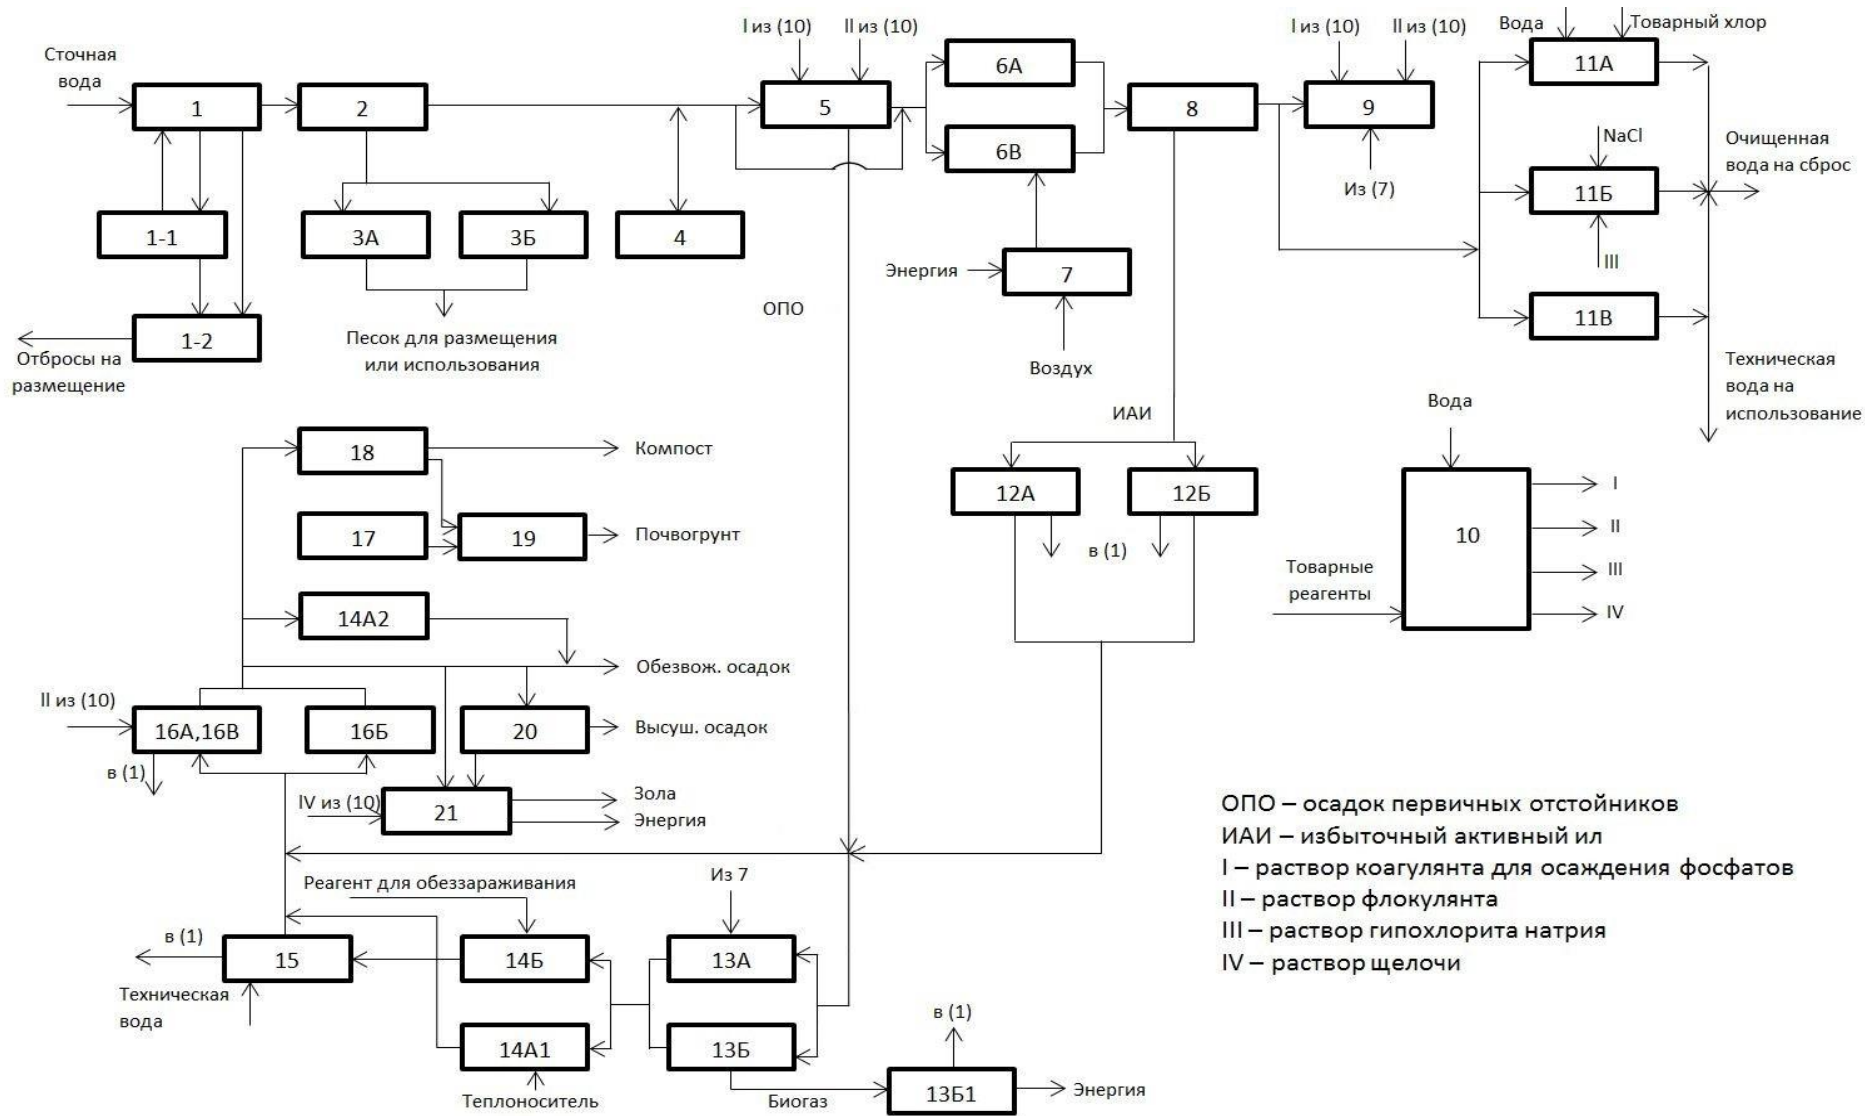 I из (10)
II из (10)
I из (10)
II из (10)
Вода
Товарный хлор
Сточная
вода
1
2
5
6А
6В
8
9
11А
NaCl
11Б
III
11В
Очищенная
вода на сброс
Из (7)
1-1
3А
3Б
4
Энергия
7
Воздух
ОПО
1-2
Отбросы на
размещение
Песок для размещения
или использования
Техническая
вода на
использование
ИАИ
Вода
18
Компост
17
19
Почвогрунт
12А
12Б
в (1)
10
I
II
III
IV
Товарные
реагенты
14А2
Обезвож. осадок
II из (10)
16А,16В
16Б
20
Высуш. осадок
в (1)
IV из (10)
21
Зола
Энергия
ОПО – осадок первичных отстойников
ИАИ – избыточный активный ил
I – раствор коагулянта для осаждения фосфатов
II – раствор флокулянта
III – раствор гипохлорита натрия
IV – раствор щелочи
Реагент для обеззараживания
Из 7
в (1)
15
14Б
13А
Техническая
вода
14А1
13Б
в (1)
Теплоноситель
Биогаз
13Б1
Энергия